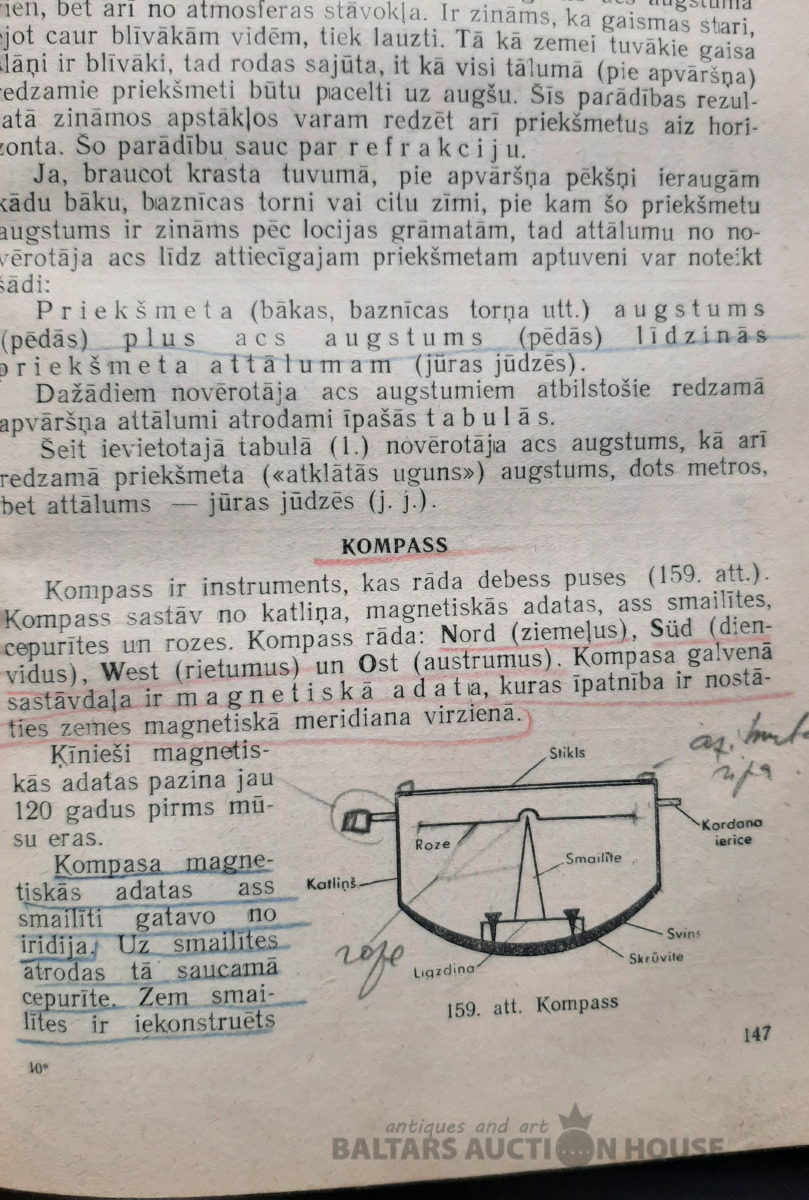 rien, bet arī no atmosferas stāvokļa. Ir zināms, ka gaismas stari,
ejot caur blīvākām vidēm, tiek lauzti. Tā kā zemei tuvākie gaisa
slāņi ir blīvāki, tad rodas sajūta, it kā visi tālumā (pie apvāršņa)
redzamie priekšmeti būtu pacelti uz augšu. Šīs parādības rezul-
tatā zināmos apstākļos varam redzēt arī priekšmetus aiz hori-
zonta. Šo parādību sauc par refrakciju.
Ja, braucot krasta tuvumā, pie apvāršņa pēkšņi ieraugām
kādu bāku, baznīcas torni vai citu zīmi, pie kam šo priekšmetu
augstums ir zināms pēc locijas grāmatām, tad attālumu no no-
vērotāja acs līdz attiecīgajam priekšmetam aptuveni var noteikt
šādi:
Priekšmeta (bākas, baznīcas torņa utt.) augstums
(pēdās) plus acs augstums (pēdās) līdzinās
priekšmeta attālumam (jūras jūdzēs).
Dažādiem novērotāja acs augstumiem atbilstošie redzamā
apvāršņa attālumi atrodami īpašās tabulās.
Šeit ievietotajā tabulā (1.) novērotāja acs augstums, kā arī
redzamā priekšmeta («atklātās uguns») augstums, dots metros,
bet attālums — jūras jūdzēs (j. j.).
KOMPASS
Kompass ir instruments, kas rāda debess puses (159. att.).
Kompass sastāv no katliņa, magnetiskās adatas, ass smailītes,
cepurītes un rozes. Kompass rāda: Nord (ziemeļus), Süd (dien-
vidus), West (rietumus) un Ost (austrumus). Kompasa galvenā
sastāvdaļa ir magnetiskā adata, kuras īpatnība ir nostā-
ties zemes magnetiskā meridiana virzienā.
Ķīnieši magnetis-
kās adatas pazina jau
120 gadus pirms mū-
su eras.
Kompasa magne-
tiskās adatas ass
smailīti gatavo no
iridija. Uz smailītes
atrodas tā saucamā
cepurīte. Zem smai-
lītes ir iekonstruēts
Stikls
ripa
Roze
Kordana
ierīce
Smailīte
Katliņš
roze
Svins
Skrūvīte
Ligzdiņa
159. att. Kompass
147
10*
antiques and art
BALTARS AUCTION HOUSE